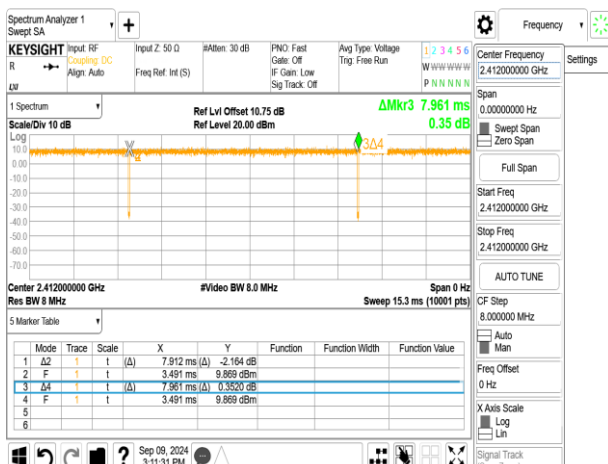 Spectrum Analyzer 1
Swept SA
Frequency
KEYSIGHT
R
LXI
Input: RF
Coupling: DC
Align: Auto
Input Z: 50 Ω
Freq Ref: Int (S)
#Atten: 30 dB
PNO: Fast
Gate: Off
IF Gain: Low
Sig Track: Off
Avg Type: Voltage
Trig: Free Run
1 2 3 4 5 6
W W W W W W
P N N N N N
Center Frequency
2.412000000 GHz
Settings
1 Spectrum
Scale/Div 10 dB
Ref Lvl Offset 10.75 dB
Ref Level 20.00 dBm
ΔMkr3 7.961 ms
0.35 dB
Span
0.00000000 Hz
Swept Span
Zero Span
Full Span
Start Freq
2.412000000 GHz
Stop Freq
2.412000000 GHz
AUTO TUNE
CF Step
8.000000 MHz
Auto
Man
Freq Offset
0 Hz
X Axis Scale
Log
Lin
Signal Track
Log
10.0
0.00
-10.0
-20.0
-30.0
-40.0
-50.0
-60.0
-70.0
3Δ4
Center 2.412000000 GHz
Res BW 8 MHz
#Video BW 8.0 MHz
Span 0 Hz
Sweep 15.3 ms (10001 pts)
5 Marker Table
Mode Trace Scale X Y Function Function Width Function Value
1 Δ2 1 t (Δ) 7.912 ms (Δ) -2.164 dB
2 F 1 t 3.491 ms 9.869 dBm
3 Δ4 1 t (Δ) 7.961 ms (Δ) 0.3520 dB
4 F 1 t 3.491 ms 9.869 dBm
5
6
?
Sep 09, 2024
3:11:31 PM